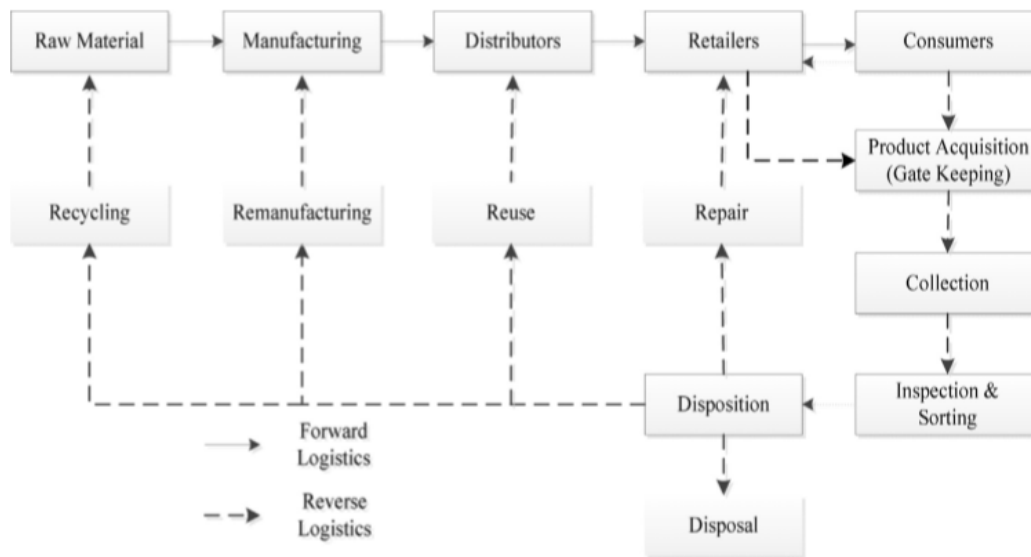 Raw Material
Manufacturing
Distributors
Retailers
Consumers
Product Acquisition
(Gate Keeping)
Recycling
Remanufacturing
Reuse
Repair
Collection
Disposition
Inspection &
Sorting
Forward
Logistics
Reverse
Logistics
Disposal